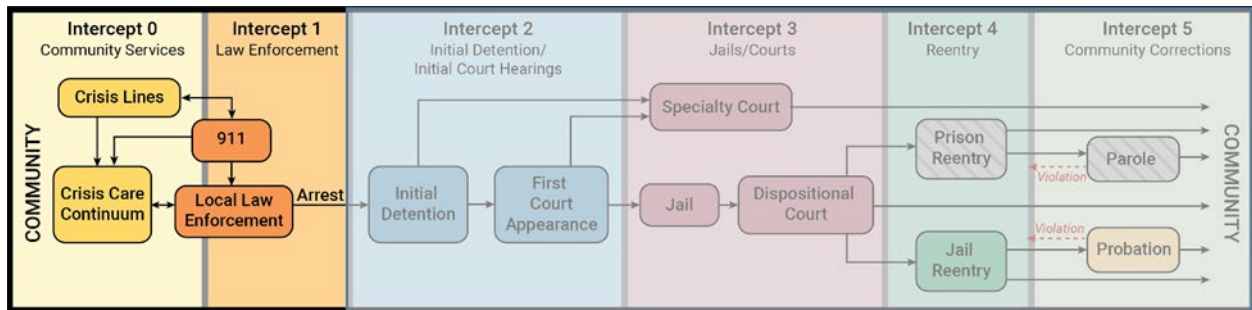 Intercept 0
Community Services
Intercept 1
Law Enforcement
Intercept 2
Initial Detention/
Initial Court Hearings
Intercept 3
Jails/Courts
Intercept 4
Reentry
Intercept 5
Community Corrections
COMMUNITY
Crisis Lines
911
Crisis Care
Continuum
Local Law
Enforcement
Arrest
Initial
Detention
First
Court
Appearance
Specialty Court
Jail
Dispositional
Court
Prison
Reentry
Parole
Violation
Jail
Reentry
Violation
Probation
COMMUNITY